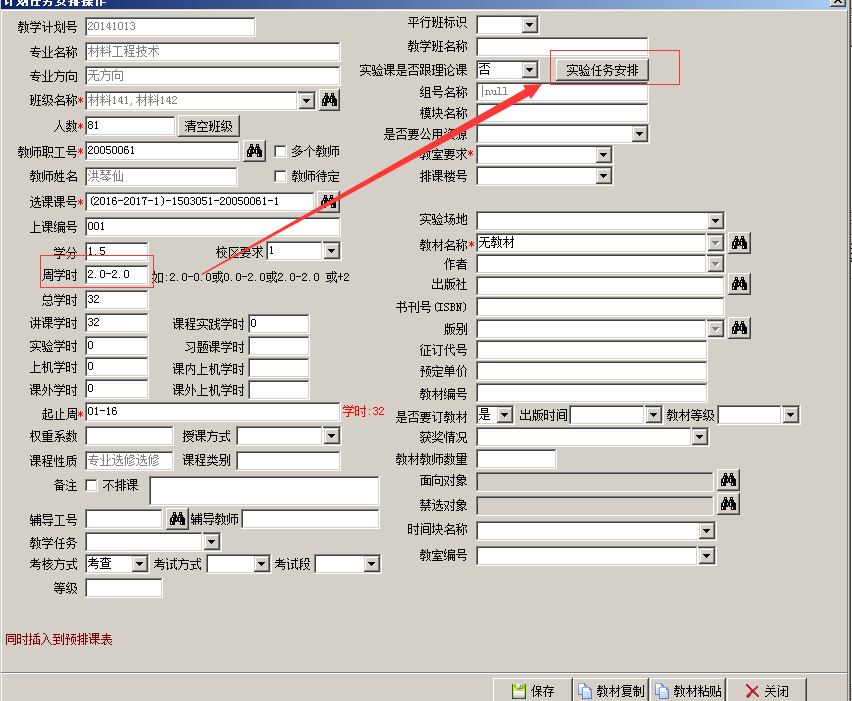 计划任务安排操作
教学计划号 20141013
专业名称 材料工程技术
专业方向 无方向
班级名称* 材料141,材料142
人数* 81 清空班级
教师职工号* 20050061 多个教师
教师姓名 洪琴仙 教师待定
选课课号* (2016-2017-1)-1503051-20050061-1
上课编号 001
学分 1.5 校区要求 1
周学时 2.0-2.0 如:2.0-0.0或0.0-2.0或2.0-2.0 或+2
总学时 32
讲课学时 32 课程实践学时 0
实验学时 0 习题课学时
上机学时 0 课内上机学时
课外学时 0 课外上机学时
起止周* 01-16 学时:32
权重系数 授课方式
课程性质 专业选修选修 课程类别
备注 不排课
辅导工号 辅导教师
教学任务
考核方式 考查 考试方式 考试段
等级
同时插入到预排课表
平行班标识
教学班名称
实验课是否跟理论课 否 实验任务安排
组号名称 null
模块名称
是否要公用资源
教室要求*
排课楼号
实验场地
教材名称* 无教材
作者
出版社
书刊号(ISBN)
版别
征订代号
预定单价
教材编号
是否要订教材 是 出版时间 教材等级
获奖情况
教材教师数量
面向对象
禁选对象
时间块名称
教室编号
保存 教材复制 教材粘贴 关闭